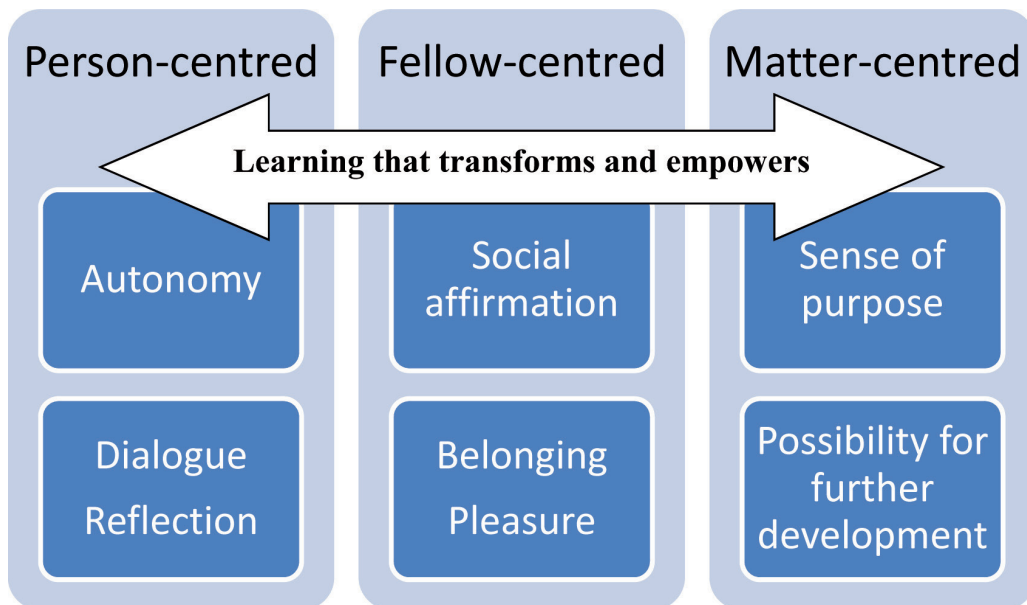 Person-centred
Fellow-centred
Matter-centred
Learning that transforms and empowers
Autonomy
Social
affirmation
Sense of
purpose
Dialogue
Reflection
Belonging
Pleasure
Possibility for
further
development